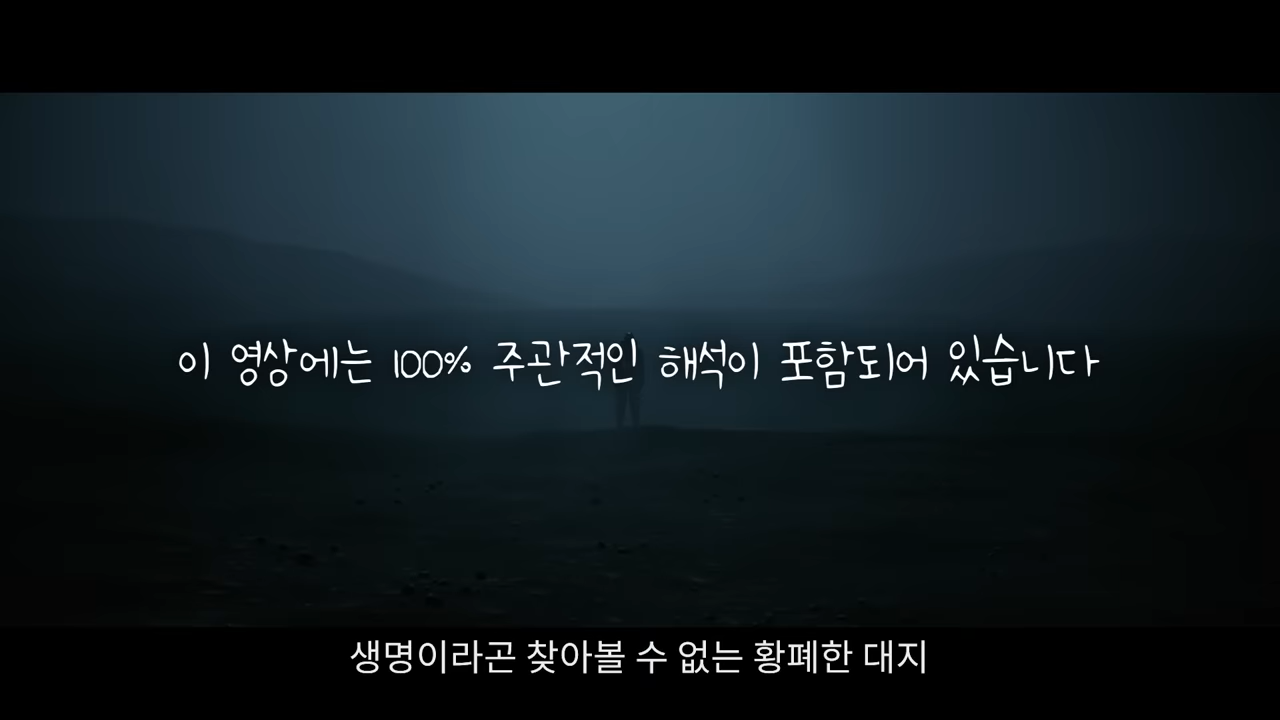 이 영상에는 100% 주관적인 해석이 포함되어 있습니다
생명이라곤 찾아볼 수 없는 황폐한 대지